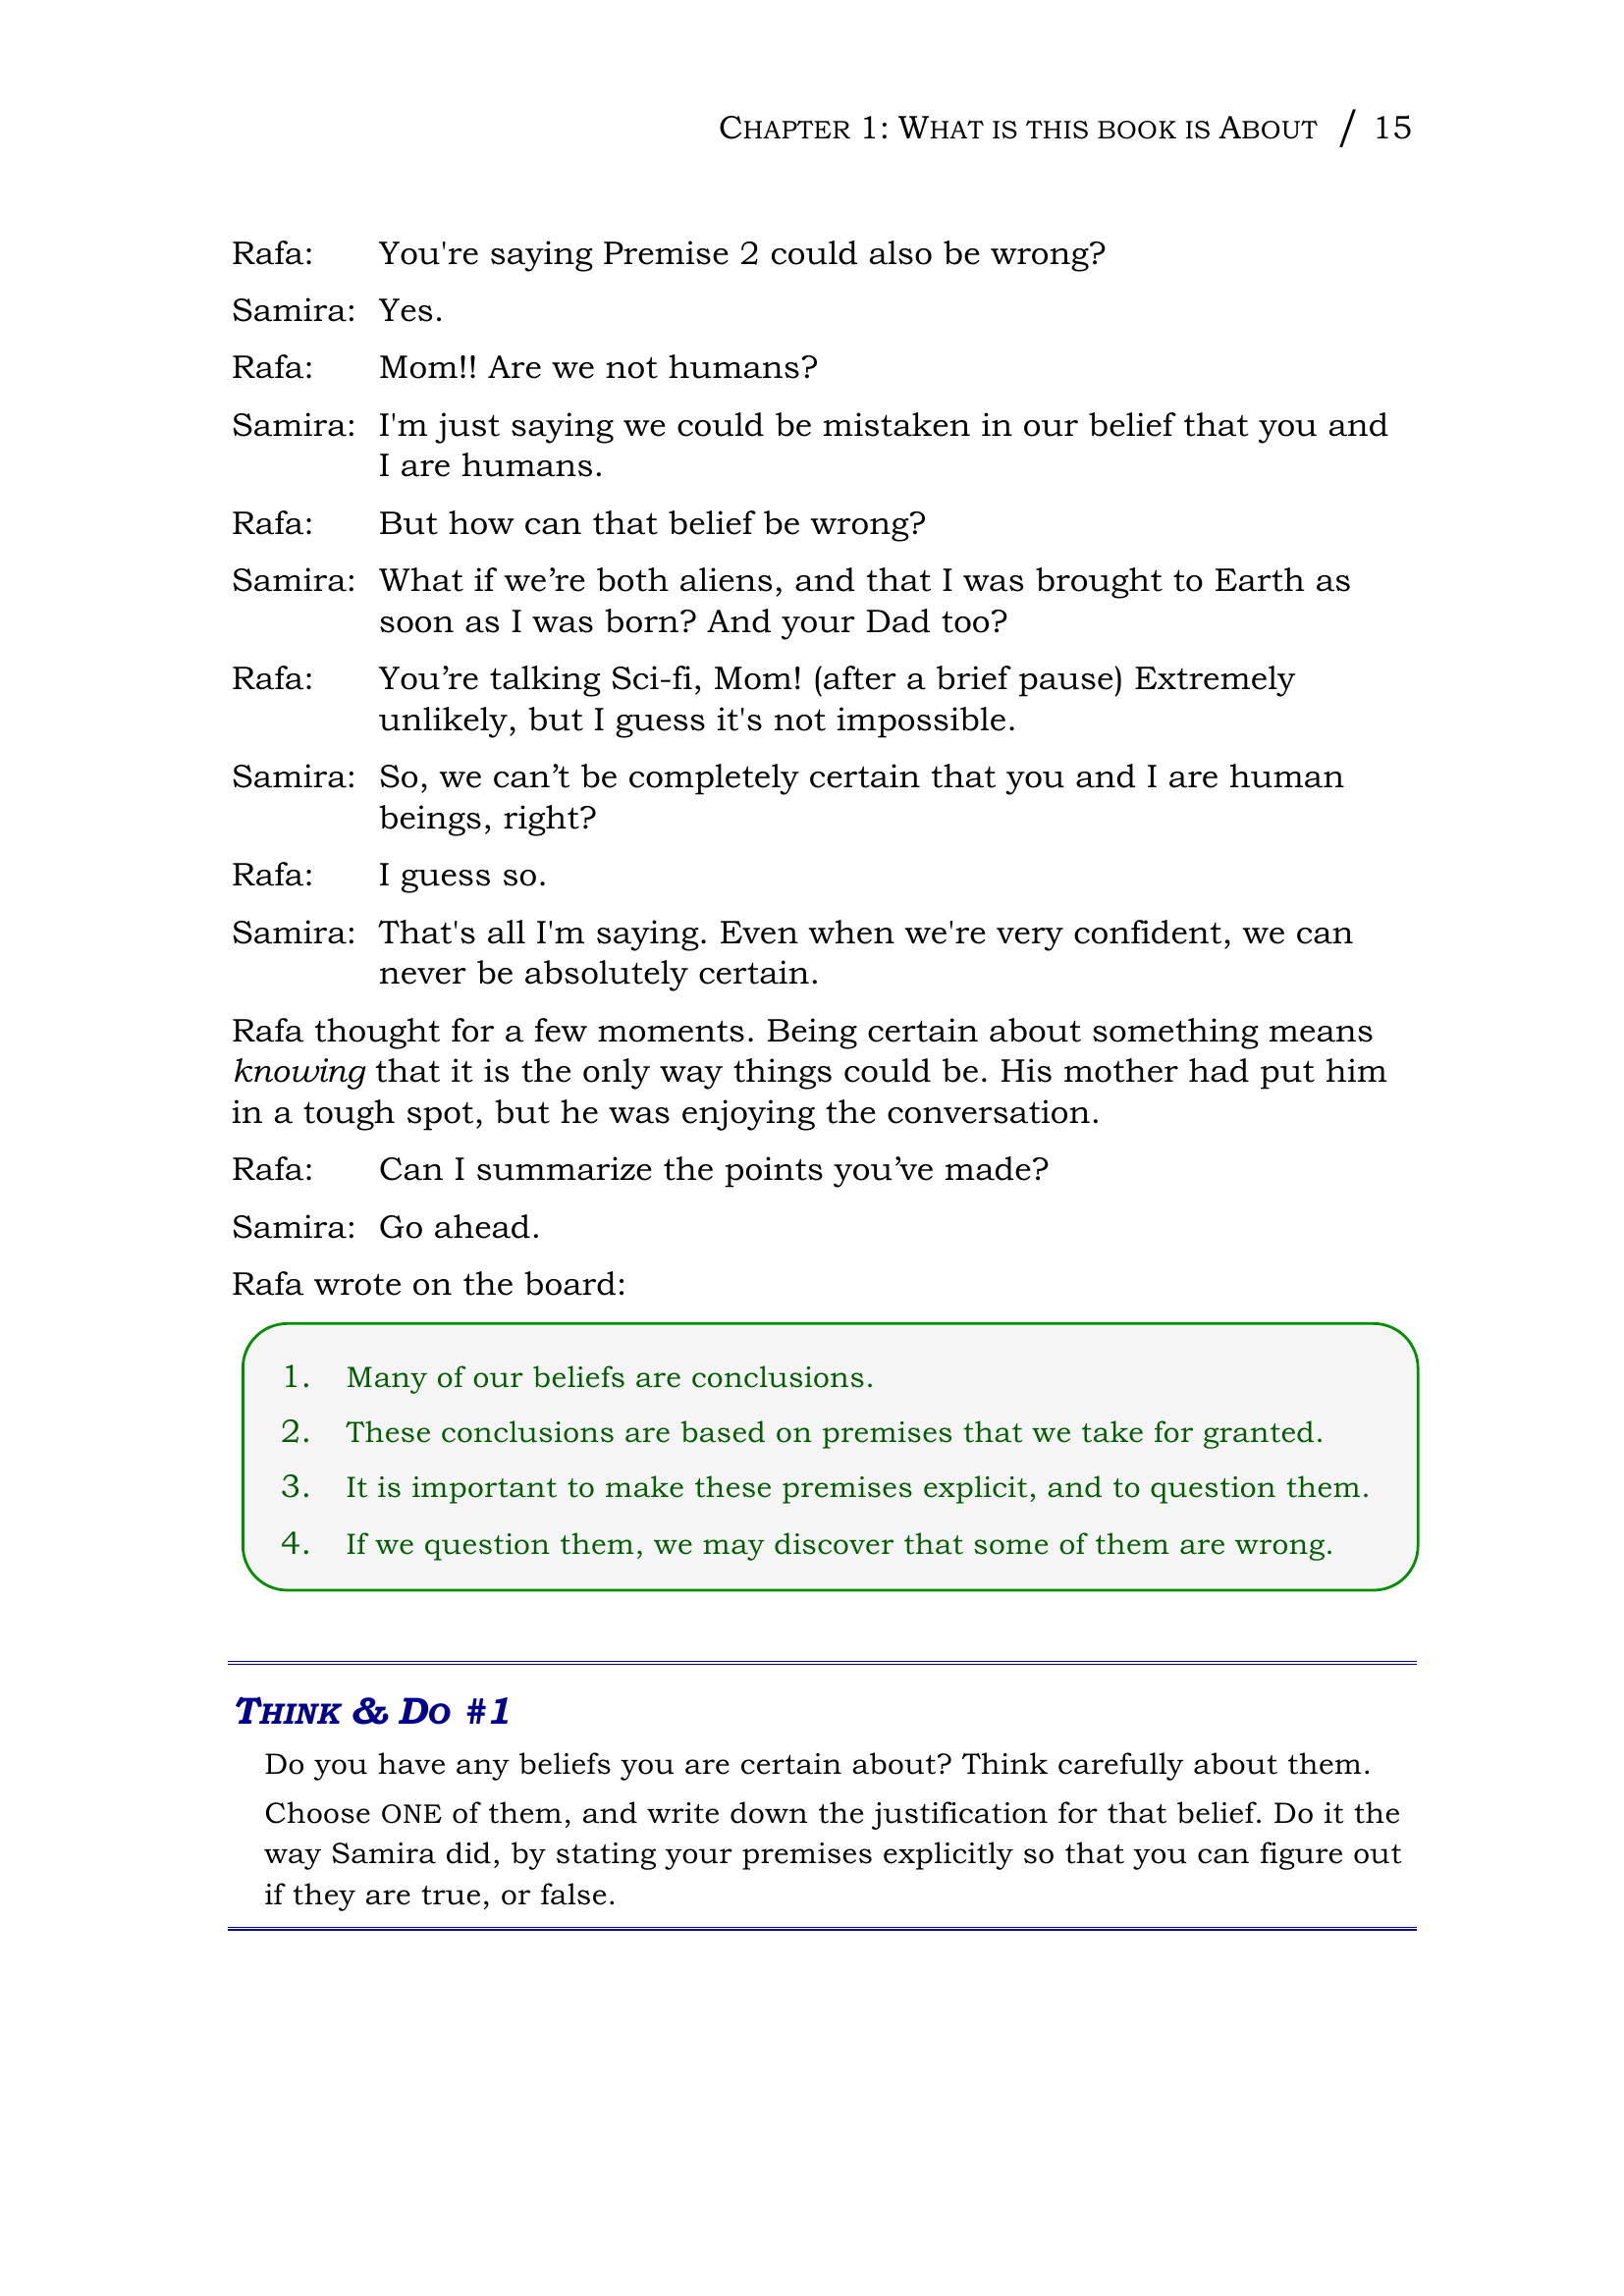 CHAPTER 1: WHAT IS THIS BOOK IS ABOUT / 15
Rafa: You're saying Premise 2 could also be wrong?
Samira: Yes.
Rafa: Mom!! Are we not humans?
Samira: I'm just saying we could be mistaken in our belief that you and
I are humans.
Rafa: But how can that belief be wrong?
Samira: What if we’re both aliens, and that I was brought to Earth as
soon as I was born? And your Dad too?
Rafa: You’re talking Sci-fi, Mom! (after a brief pause) Extremely
unlikely, but I guess it's not impossible.
Samira: So, we can’t be completely certain that you and I are human
beings, right?
Rafa: I guess so.
Samira: That's all I'm saying. Even when we're very confident, we can
never be absolutely certain.
Rafa thought for a few moments. Being certain about something means
knowing that it is the only way things could be. His mother had put him
in a tough spot, but he was enjoying the conversation.
Rafa: Can I summarize the points you’ve made?
Samira: Go ahead.
Rafa wrote on the board:
1. Many of our beliefs are conclusions.
2. These conclusions are based on premises that we take for granted.
3. It is important to make these premises explicit, and to question them.
4. If we question them, we may discover that some of them are wrong.
THINK & DO #1
Do you have any beliefs you are certain about? Think carefully about them.
Choose ONE of them, and write down the justification for that belief. Do it the
way Samira did, by stating your premises explicitly so that you can figure out
if they are true, or false.